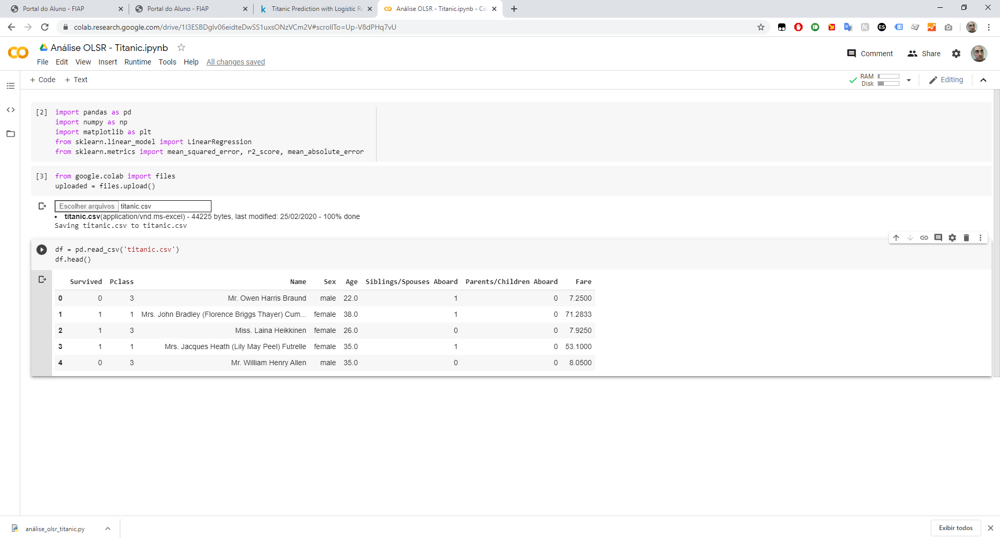 Portal do Aluno - FIAP
Portal do Aluno - FIAP
Titanic Prediction with Logistic Re
Análise OLSR - Titanic.ipynb - Co
colab.research.google.com/drive/1I3ESBDglv06eidteDwSS1uxsONzVCm2V#scrollTo=Up-V8dPHq7vU
Análise OLSR - Titanic.ipynb
File Edit View Insert Runtime Tools Help All changes saved
Comment Share
+ Code + Text
RAM
Disk
Editing
[2] import pandas as pd
import numpy as np
import matplotlib as plt
from sklearn.linear_model import LinearRegression
from sklearn.metrics import mean_squared_error, r2_score, mean_absolute_error
[3] from google.colab import files
uploaded = files.upload()
Escolher arquivos titanic.csv
• titanic.csv(application/vnd.ms-excel) - 44225 bytes, last modified: 25/02/2020 - 100% done
Saving titanic.csv to titanic.csv
df = pd.read_csv('titanic.csv')
df.head()
Survived Pclass Name Sex Age Siblings/Spouses Aboard Parents/Children Aboard Fare
0 0 3 Mr. Owen Harris Braund male 22.0 1 0 7.2500
1 1 1 Mrs. John Bradley (Florence Briggs Thayer) Cum... female 38.0 1 0 71.2833
2 1 3 Miss. Laina Heikkinen female 26.0 0 0 7.9250
3 1 1 Mrs. Jacques Heath (Lily May Peel) Futrelle female 35.0 1 0 53.1000
4 0 3 Mr. William Henry Allen male 35.0 0 0 8.0500
análise_olsr_titanic.py
Exibir todos